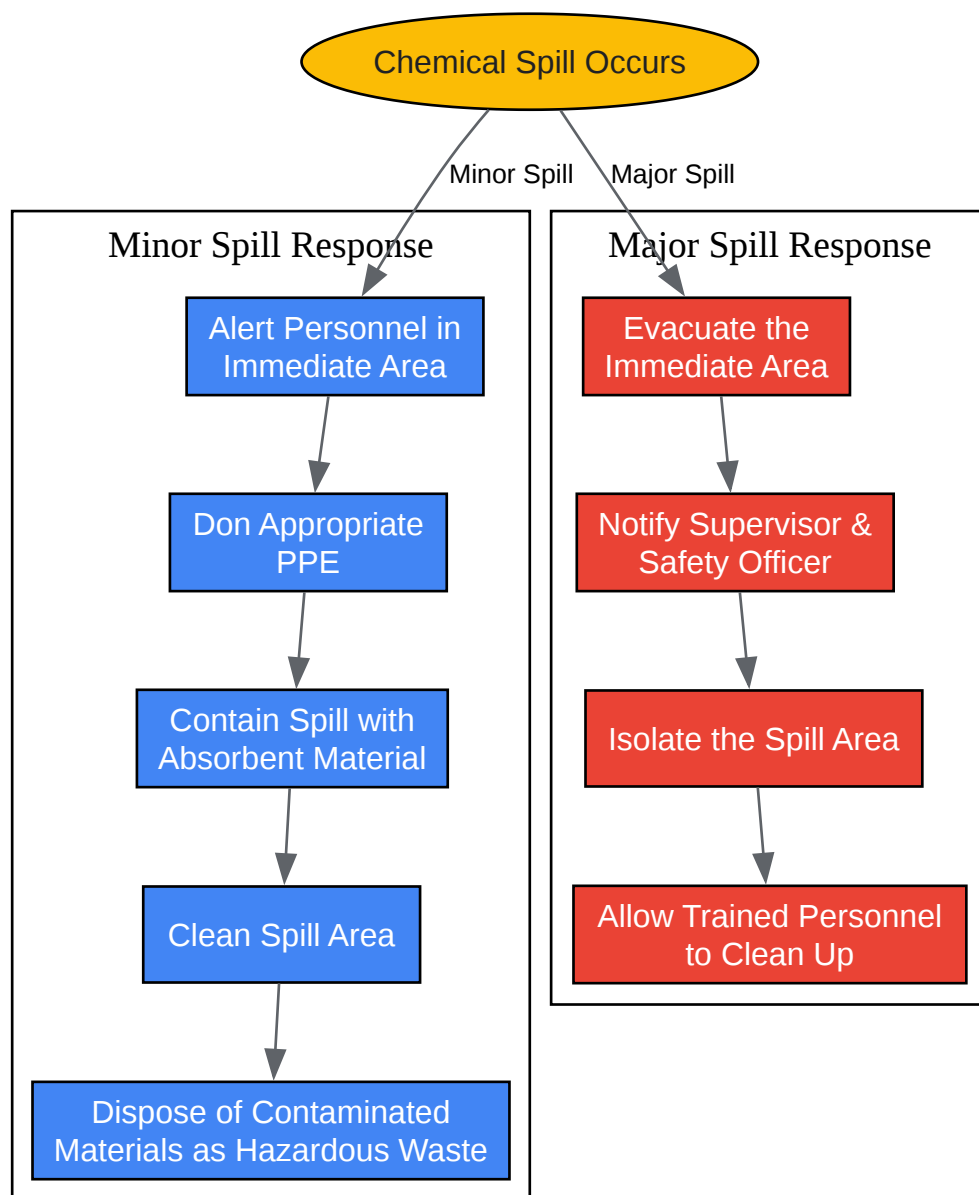 Chemical Spill Occurs
Minor Spill
Major Spill
Minor Spill Response
Alert Personnel in
Immediate Area
Don Appropriate
PPE
Contain Spill with
Absorbent Material
Clean Spill Area
Dispose of Contaminated
Materials as Hazardous Waste
Major Spill Response
Evacuate the
Immediate Area
Notify Supervisor &
Safety Officer
Isolate the Spill Area
Allow Trained Personnel
to Clean Up